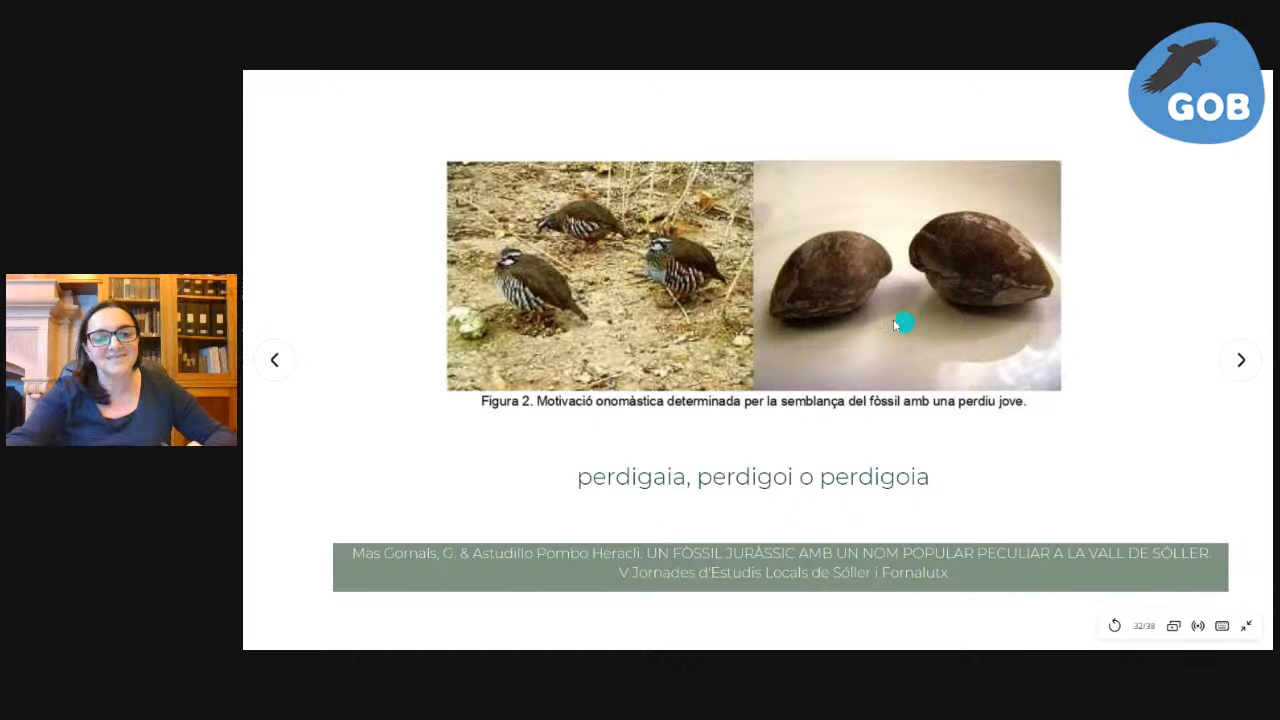 GOB
Figura 2. Motivació onomàstica determinada per la semblança del fòssil amb una perdiu jove.
perdigaia, perdigoi o perdigoia
Mas Gornals, G. & Astudillo Pombo Heracli. UN FÒSSIL JURÀSSIC AMB UN NOM POPULAR PECULIAR A LA VALL DE SÓLLER.
V Jornades d'Estudis Locals de Sóller i Fornalutx
32/38